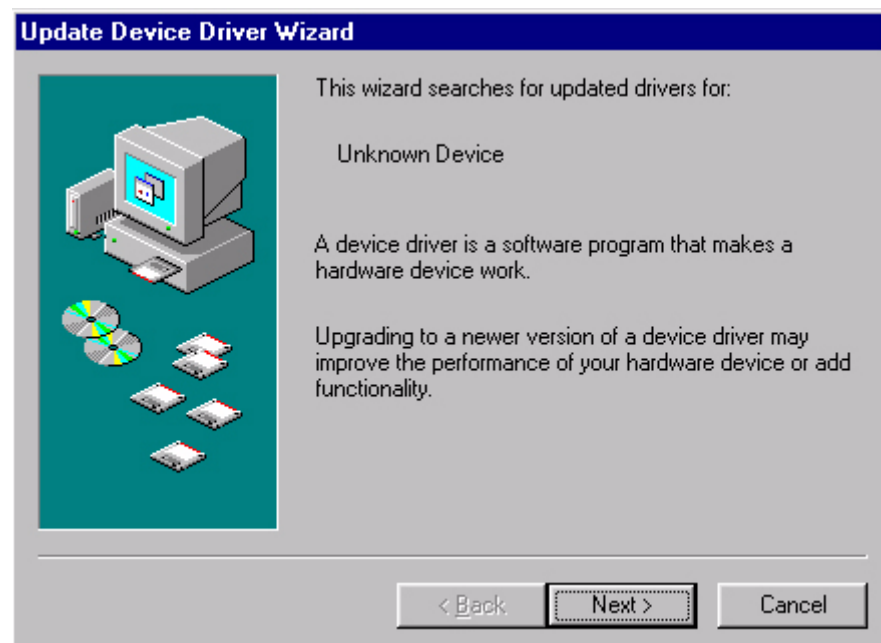 Update Device Driver Wizard
This wizard searches for updated drivers for:
Unknown Device
A device driver is a software program that makes a
hardware device work.
Upgrading to a newer version of a device driver may
improve the performance of your hardware device or add
functionality.
< Back
Next >
Cancel